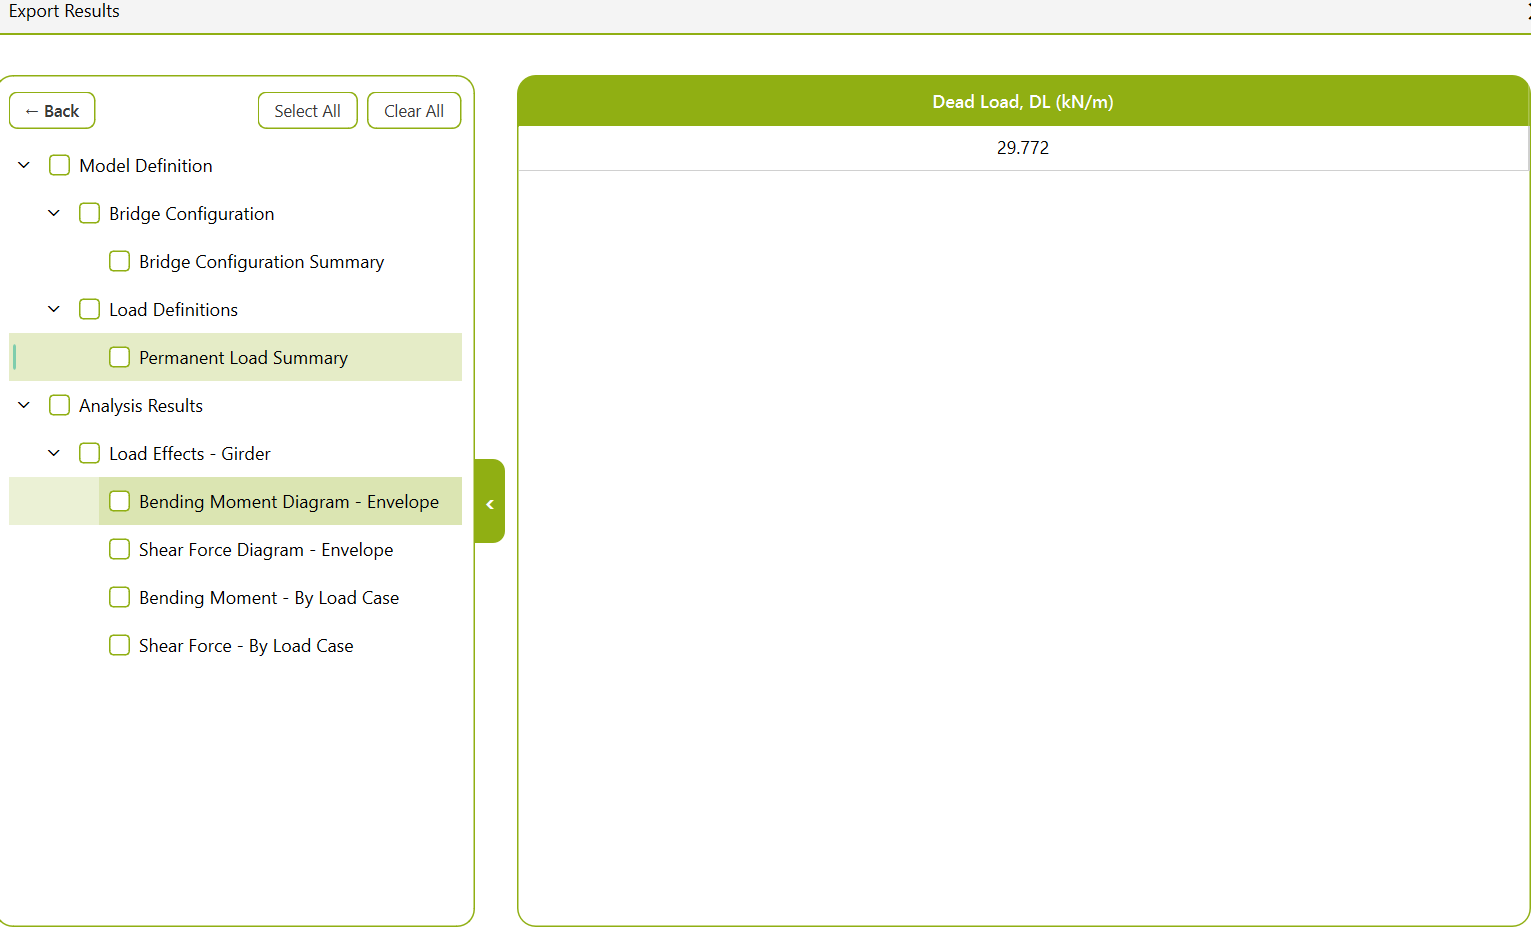 Export Results
← Back
Select All
Clear All
Model Definition
Bridge Configuration
Bridge Configuration Summary
Load Definitions
Permanent Load Summary
Analysis Results
Load Effects - Girder
Bending Moment Diagram - Envelope
Shear Force Diagram - Envelope
Bending Moment - By Load Case
Shear Force - By Load Case
Dead Load, DL (kN/m)
29.772